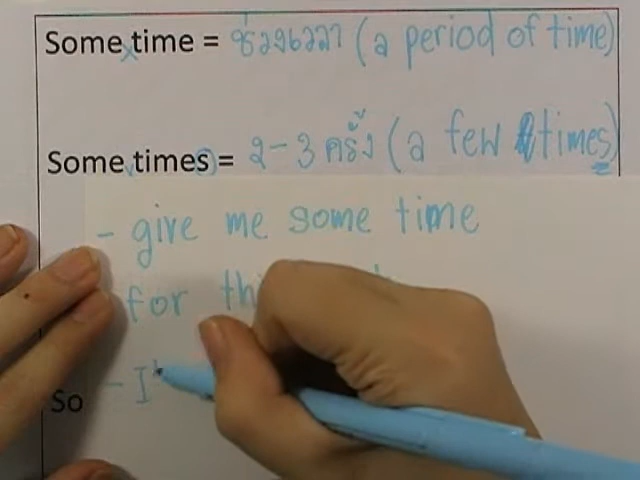 Some time = ช่วงเวลา (a period of time)
Some times = 2-3 ครั้ง (a few times)
- give me some time
for
So - I'